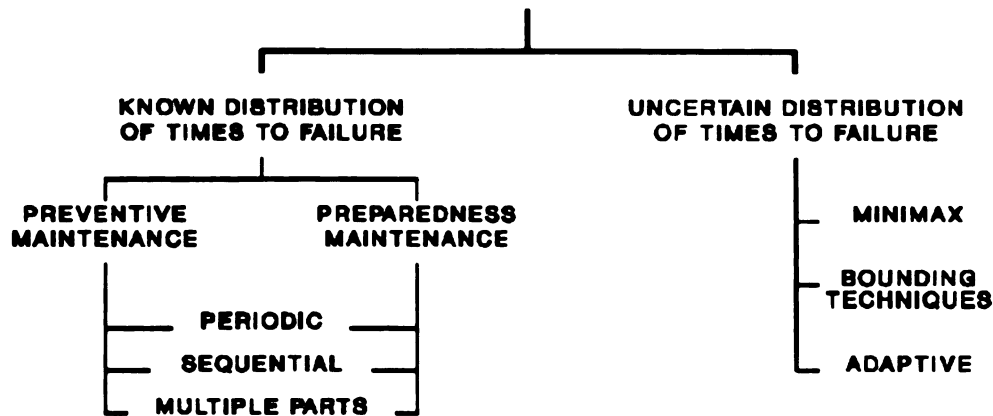 KNOWN DISTRIBUTION
OF TIMES TO FAILURE
UNCERTAIN DISTRIBUTION
OF TIMES TO FAILURE
PREVENTIVE
MAINTENANCE
PREPAREDNESS
MAINTENANCE
PERIODIC
SEQUENTIAL
MULTIPLE PARTS
MINIMAX
BOUNDING
TECHNIQUES
ADAPTIVE